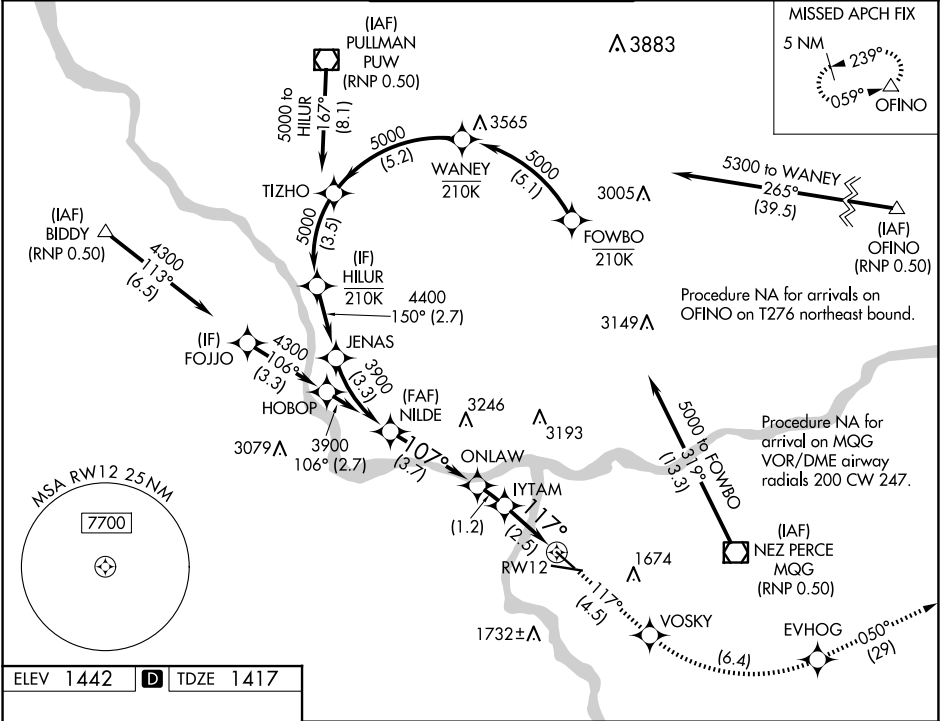 (IAF)
PULLMAN
PUW
(RNP 0.50)
3883
MISSED APCH FIX
5 NM
239°
059°
OFINO
5000 to
HILUR
167°
(8.1)
5000
(5.2)
3565
WANEY
210K
5000
(5.1)
3005
FOWBO
210K
5300 to WANEY
265°
(39.5)
(IAF)
OFINO
(RNP 0.50)
TIZHO
5000
(3.5)
(IAF)
BIDDY
(RNP 0.50)
4300
113°
(6.5)
(IF)
HILUR
210K
4400
150° (2.7)
Procedure NA for arrivals on
OFINO on T276 northeast bound.
3149
(IF)
FOJJO
4300
106°
(3.3)
JENAS
3900
(3.3)
HOBOP
3900
106° (2.7)
(FAF)
NILDE
3246
3193
3079
107°
(3.7)
ONLAW
5000 to FOWBO
319°
(13.3)
Procedure NA for
arrival on MQG
VOR/DME airway
radials 200 CW 247.
MSA RW12 25 NM
7700
IYTAM
(1.2)
117°
(2.5)
RW12
1674
(IAF)
NEZ PERCE
MQG
(RNP 0.50)
117°
(4.5)
1732±
VOSKY
(6.4)
EVHOG
050°
(29)
ELEV 1442 D TDZE 1417